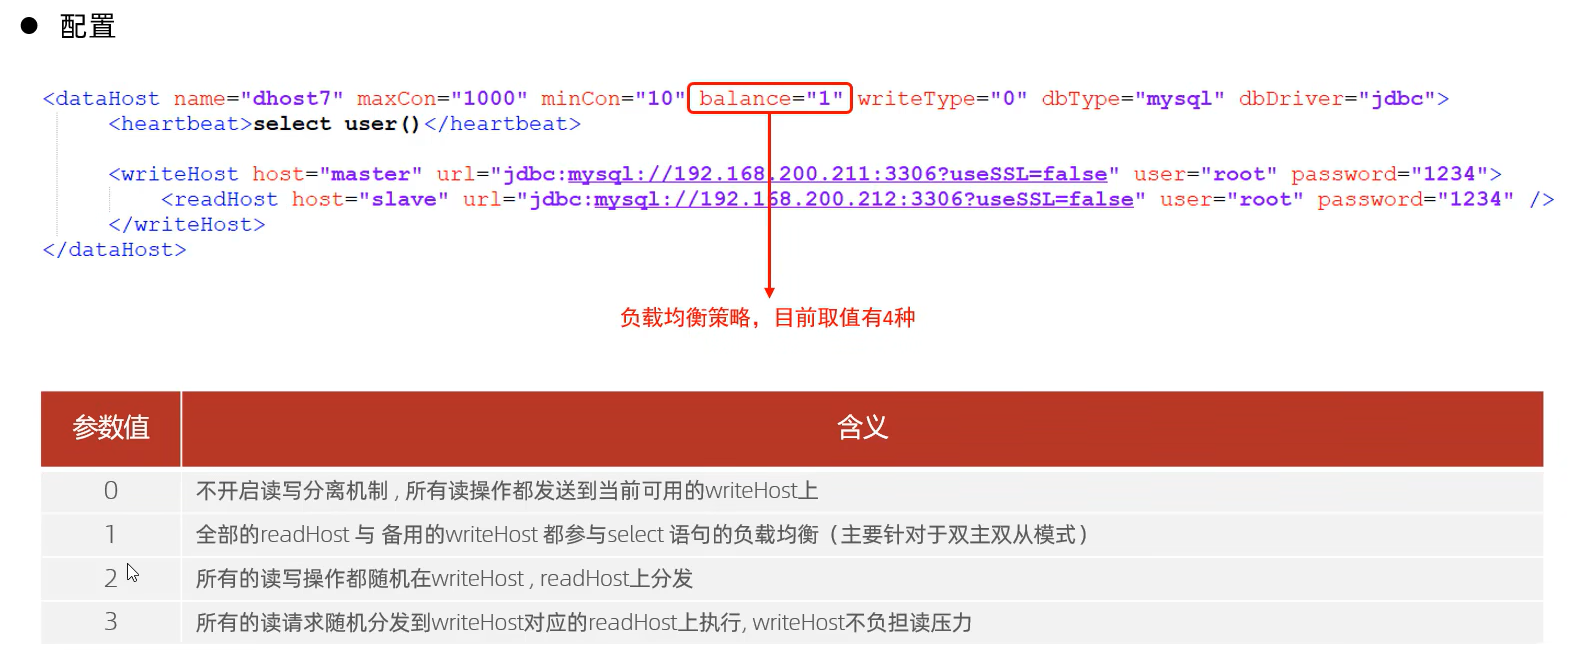 ● 配置
<dataHost name="dhost7" maxCon="1000" minCon="10" balance="1" writeType="0" dbType="mysql" dbDriver="jdbc">
<heartbeat>select user()</heartbeat>
<writeHost host="master" url="jdbc:mysql://192.168.200.211:3306?useSSL=false" user="root" password="1234">
<readHost host="slave" url="jdbc:mysql://192.168.200.212:3306?useSSL=false" user="root" password="1234" />
</writeHost>
</dataHost>
负载均衡策略，目前取值有4种
参数值 含义
0 不开启读写分离机制 , 所有读操作都发送到当前可用的writeHost上
1 全部的readHost 与 备用的writeHost 都参与select 语句的负载均衡（主要针对于双主双从模式）
2 所有的读写操作都随机在writeHost , readHost上分发
3 所有的读请求随机分发到writeHost对应的readHost上执行, writeHost不负担读压力